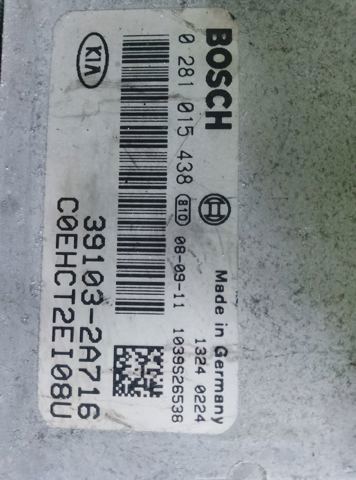 BOSCH
0 281 015 438
810
08-09-11
Made in Germany
1324 0224
1039S26538
KIA
39103-2A716
C0EHCT2EI08U